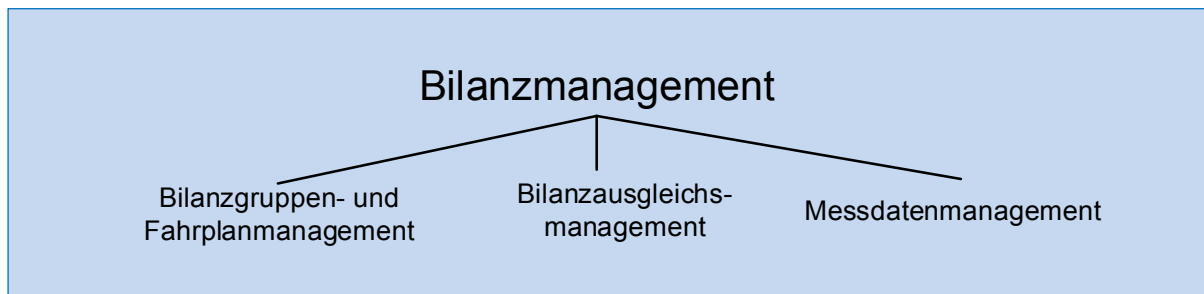 Bilanzmanagement
Bilanzgruppen- und
Fahrplanmanagement
Bilanzausgleichs-
management
Messdatenmanagement